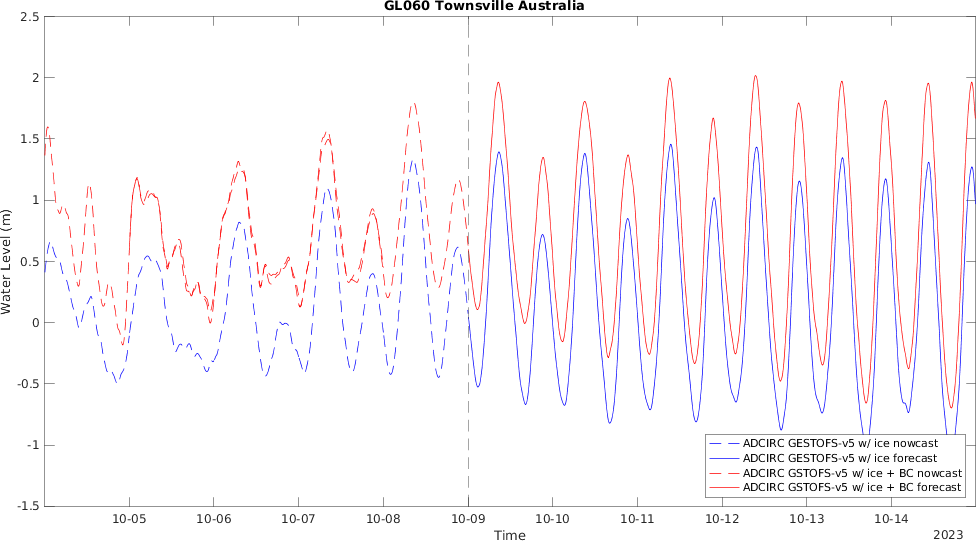 GL060 Townsville Australia
2.5
2
1.5
1
0.5
0
-0.5
-1
-1.5
Water Level (m)
10-05 10-06 10-07 10-08 10-09 10-10 10-11 10-12 10-13 10-14
Time
2023
ADCIRC GESTOFS-v5 w/ ice nowcast
ADCIRC GESTOFS-v5 w/ ice forecast
ADCIRC GSTOFS-v5 w/ ice + BC nowcast
ADCIRC GSTOFS-v5 w/ ice + BC forecast